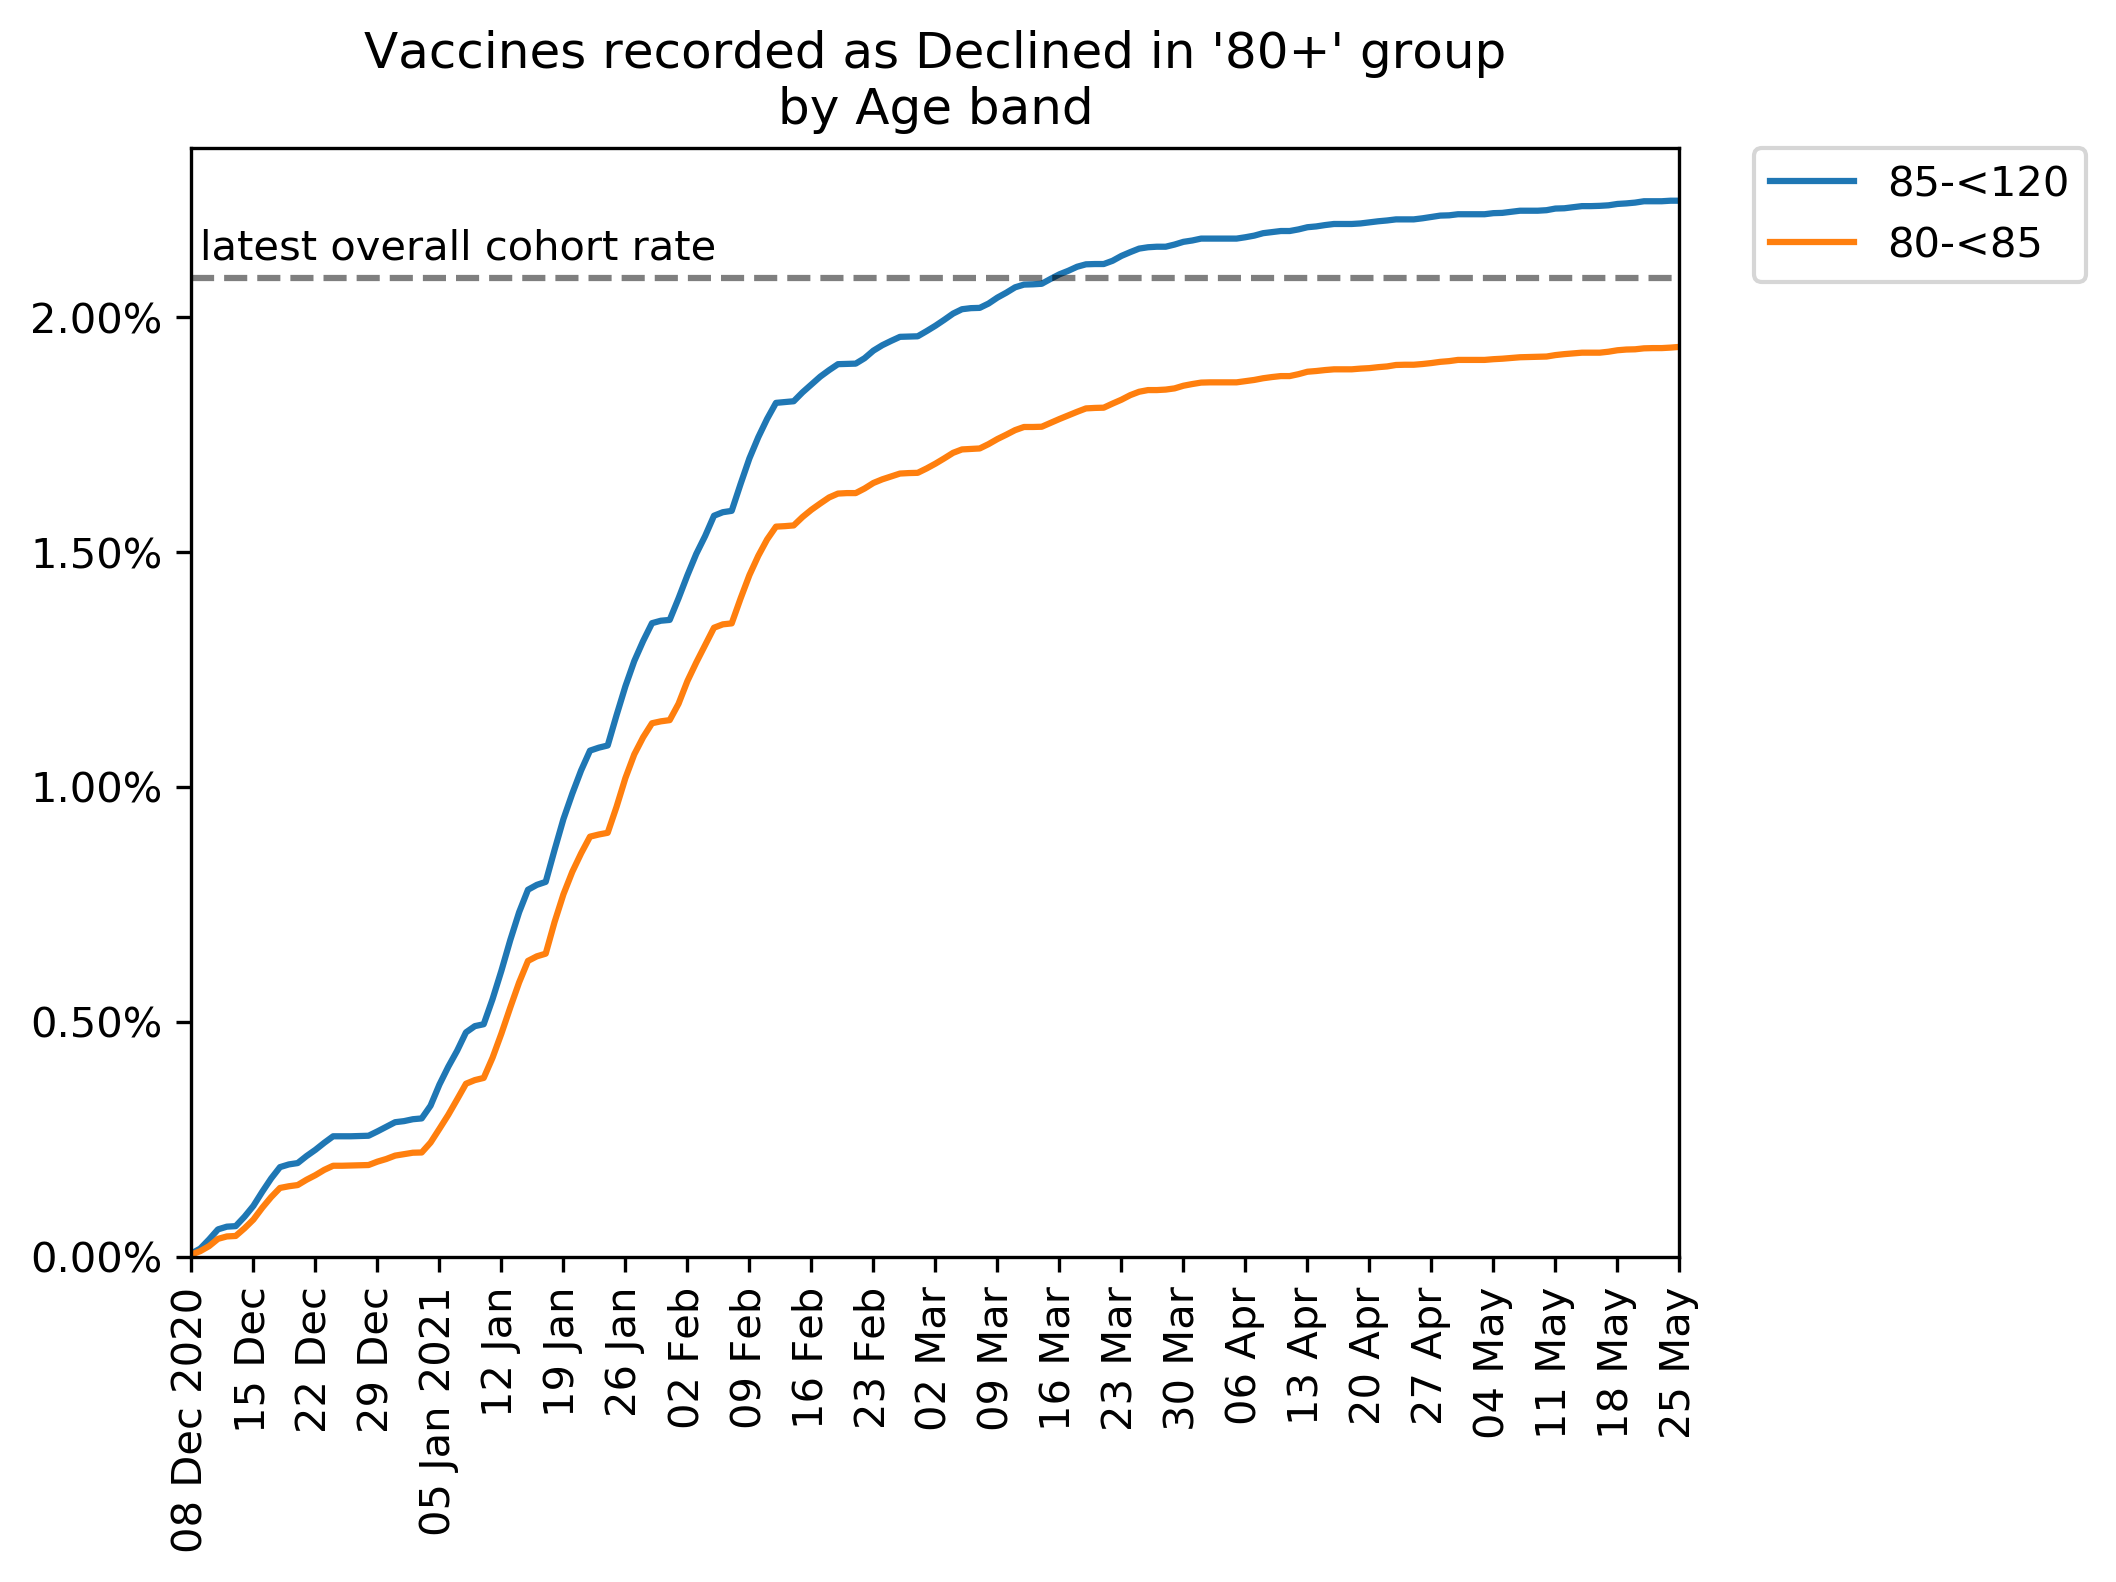 Vaccines recorded as Declined in '80+' group
by Age band
85-<120
80-<85
latest overall cohort rate
2.00%
1.50%
1.00%
0.50%
0.00%
08 Dec 2020
15 Dec
22 Dec
29 Dec
05 Jan 2021
12 Jan
19 Jan
26 Jan
02 Feb
09 Feb
16 Feb
23 Feb
02 Mar
09 Mar
16 Mar
23 Mar
30 Mar
06 Apr
13 Apr
20 Apr
27 Apr
04 May
11 May
18 May
25 May